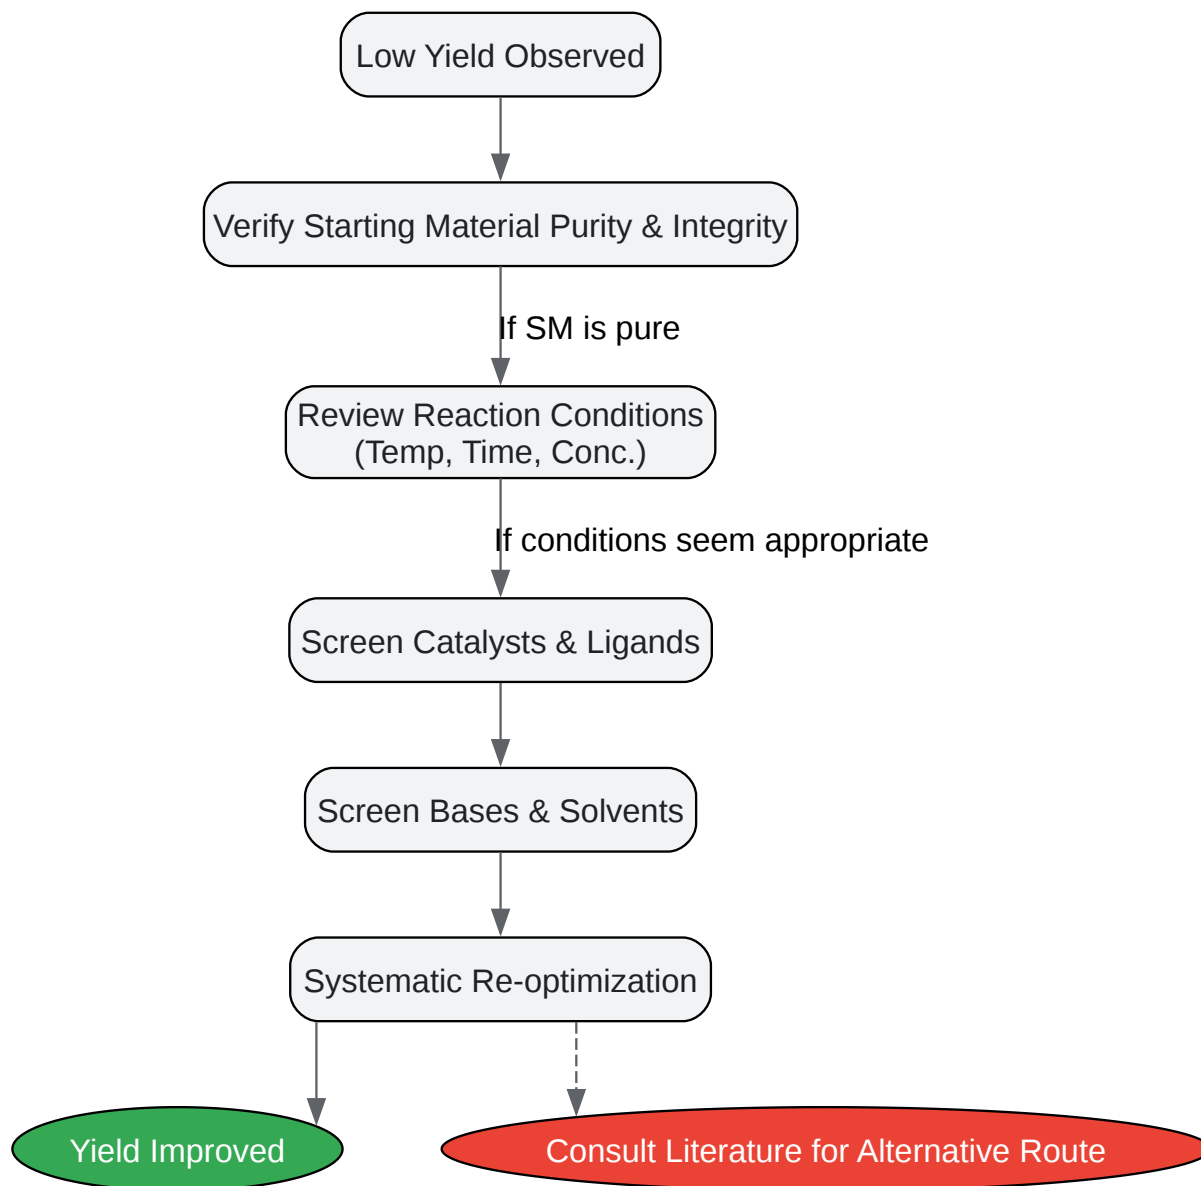 Low Yield Observed
Verify Starting Material Purity & Integrity
If SM is pure
Review Reaction Conditions
(Temp, Time, Conc.)
If conditions seem appropriate
Screen Catalysts & Ligands
Screen Bases & Solvents
Systematic Re-optimization
Yield Improved
Consult Literature for Alternative Route